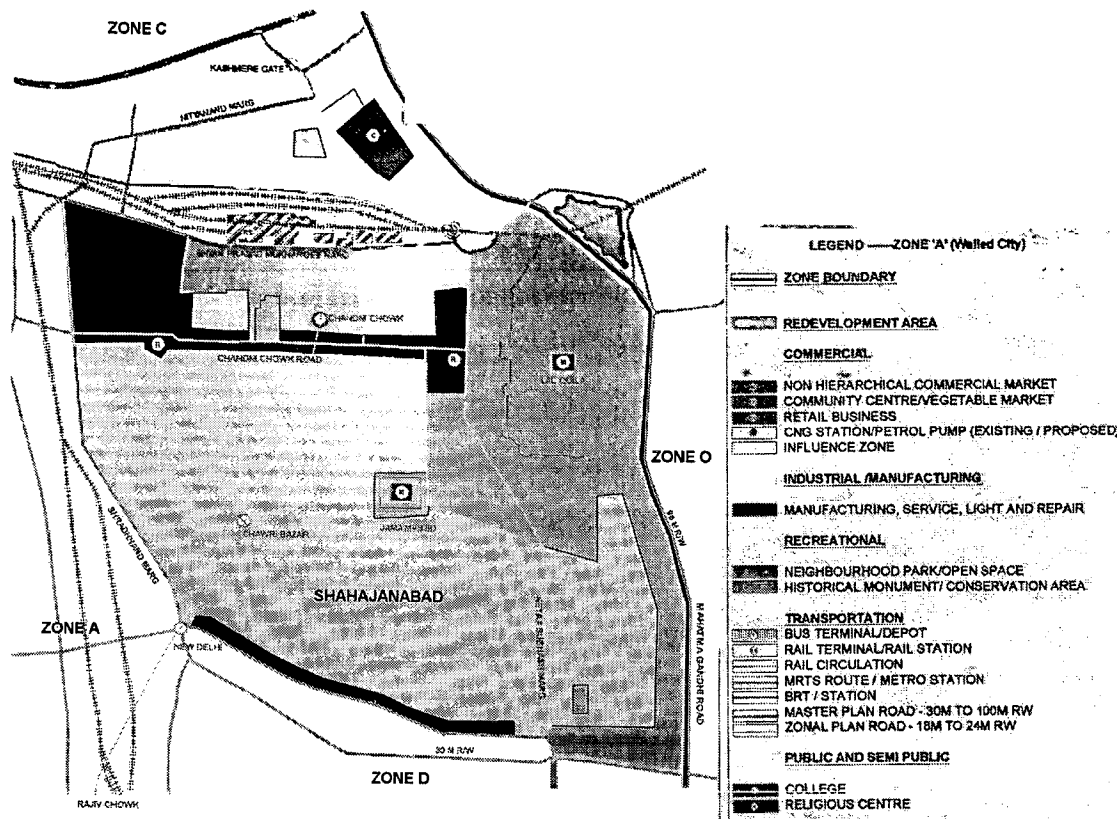 ZONE C
KASHMERE GATE
NITYANAND MARG
C
CHANDNI CHOWK
R
R
CHANDNI CHOWK ROAD
M
ZONE O
M
JAMA MASJID
CHAWRI BAZAR
SHAHAJANABAD
ZONE A
NEW DELHI
MAHATMA GANDHI ROAD
30 M R/W
ZONE D
RAJIV CHOWK
LEGEND ----ZONE 'A' (Walled City)
ZONE BOUNDARY
REDEVELOPMENT AREA
COMMERCIAL
NON HIERARCHICAL COMMERCIAL MARKET
COMMUNITY CENTRE/VEGETABLE MARKET
RETAIL BUSINESS
CNG STATION/PETROL PUMP (EXISTING / PROPOSED)
INFLUENCE ZONE
INDUSTRIAL /MANUFACTURING
MANUFACTURING, SERVICE, LIGHT AND REPAIR
RECREATIONAL
NEIGHBOURHOOD PARK/OPEN SPACE
HISTORICAL MONUMENT/ CONSERVATION AREA
TRANSPORTATION
BUS TERMINAL/DEPOT
RAIL TERMINAL/RAIL STATION
RAIL CIRCULATION
MRTS ROUTE / METRO STATION
BRT / STATION
MASTER PLAN ROAD - 30M TO 100M RW
ZONAL PLAN ROAD - 18M TO 24M RW
PUBLIC AND SEMI PUBLIC
COLLEGE
RELIGIOUS CENTRE